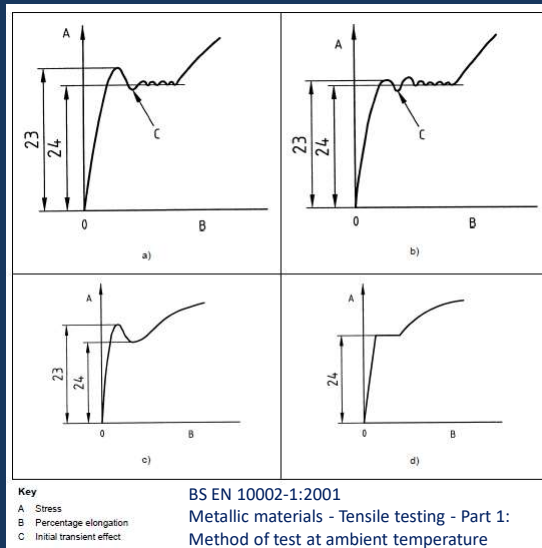 A
23
24
C
0
B
a)
A
23
24
C
0
B
b)
A
23
24
0
B
c)
A
24
0
B
d)
Key
A Stress
B Percentage elongation
C Initial transient effect
BS EN 10002-1:2001
Metallic materials - Tensile testing - Part 1:
Method of test at ambient temperature